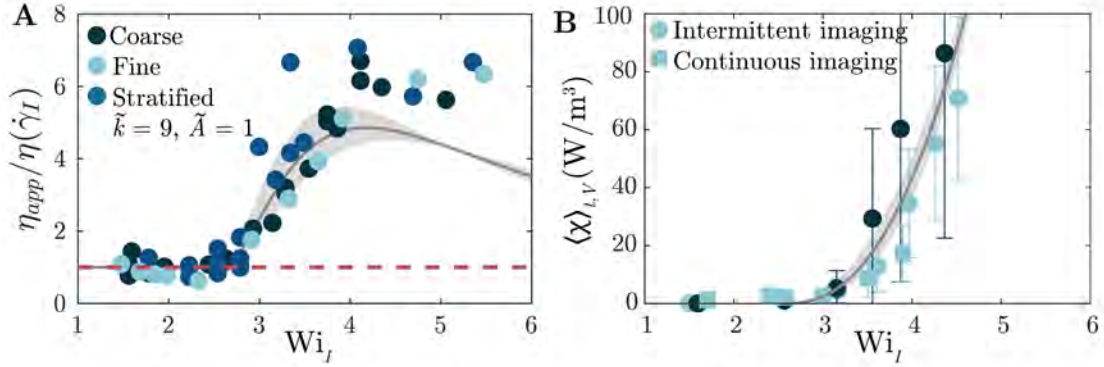 A
8
6
4
2
0
1
2
3
4
5
6
η_app/η(γ̇_I)
Wi_I
Coarse
Fine
Stratified
k̃ = 9, Ã = 1
B
100
80
60
40
20
0
1
2
3
4
5
6
⟨χ⟩_t,V (W/m³)
Wi_I
Intermittent imaging
Continuous imaging